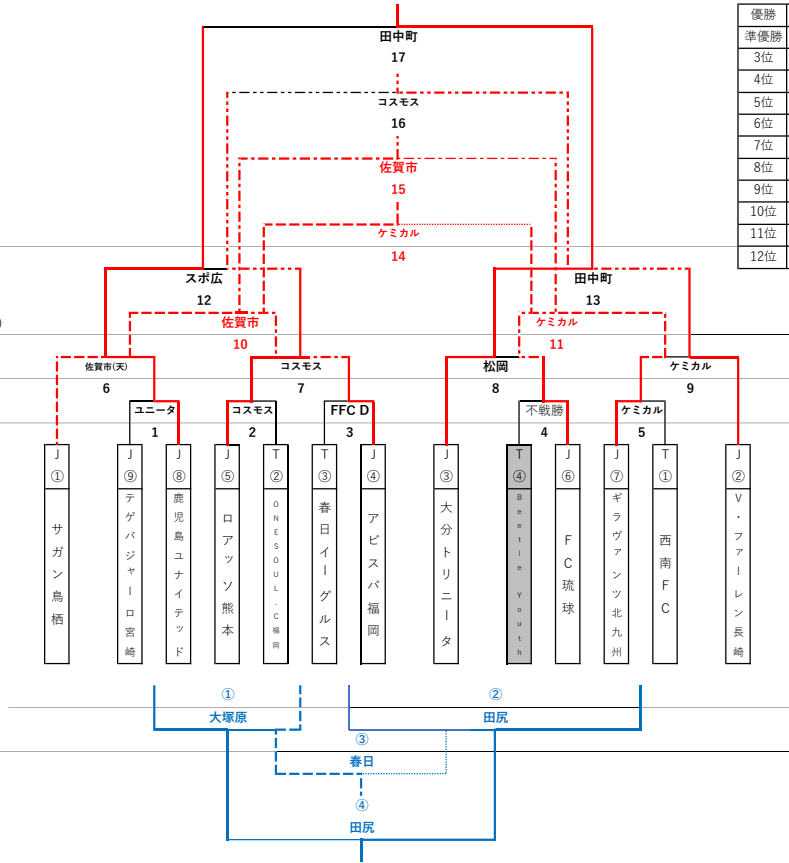 優勝
準優勝
3位
4位
5位
6位
7位
8位
9位
10位
11位
12位
田中町
17
コスモス
16
佐賀市
15
ケミカル
14
スポ広
12
田中町
13
佐賀市
10
ケミカル
11
)
佐賀市(天)
6
コスモス
7
松岡
8
ケミカル
9
ユニータ
1
コスモス
2
FFC D
3
不戦勝
4
ケミカル
5
J ① サガン鳥栖
J ⑨ テゲバジャーロ宮崎
J ⑧ 鹿児島ユナイテッド
J ⑤ ロアッソ熊本
T ② ONESOUL.C福岡
T ③ 春日イーグルス
J ④ アビスパ福岡
J ③ 大分トリニータ
T ④ Beetle Youth
J ⑥ FC琉球
J ⑦ ギラヴァンツ北九州
T ① 西南FC
J ② V・ファーレン長崎
①
大塚原
②
田尻
③
春日
④
田尻